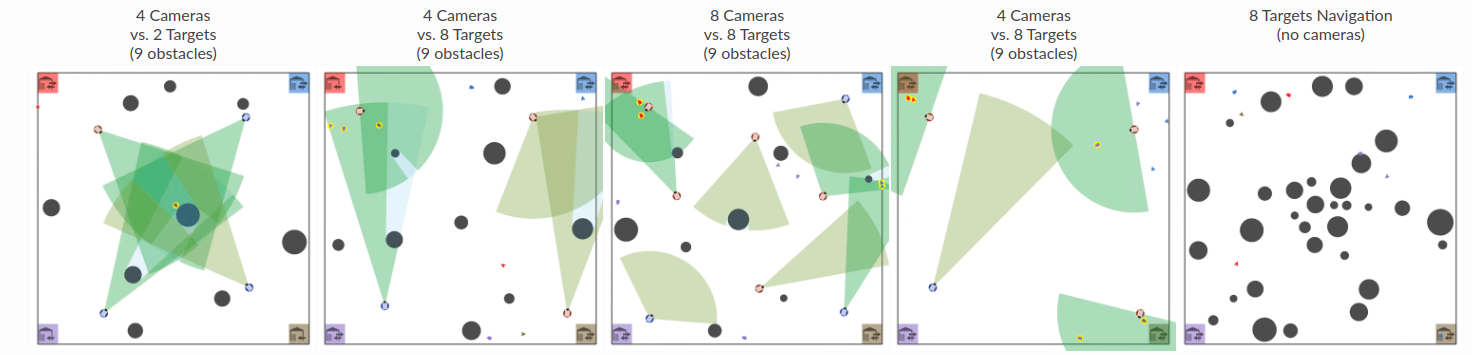 4 Cameras
vs. 2 Targets
(9 obstacles)
4 Cameras
vs. 8 Targets
(9 obstacles)
8 Cameras
vs. 8 Targets
(9 obstacles)
4 Cameras
vs. 8 Targets
(9 obstacles)
8 Targets Navigation
(no cameras)